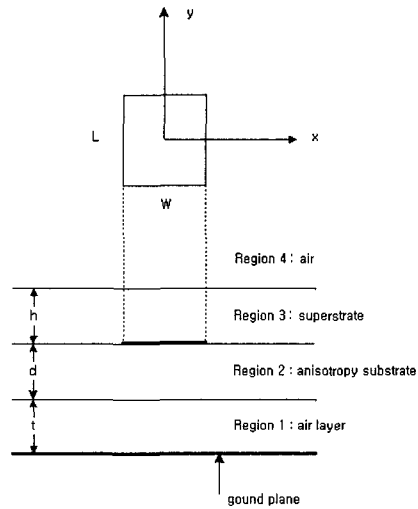 y
L
x
W
Region 4 : air
h
Region 3 : superstrate
d
Region 2 : anisotropy substrate
t
Region 1 : air layer
gound plane